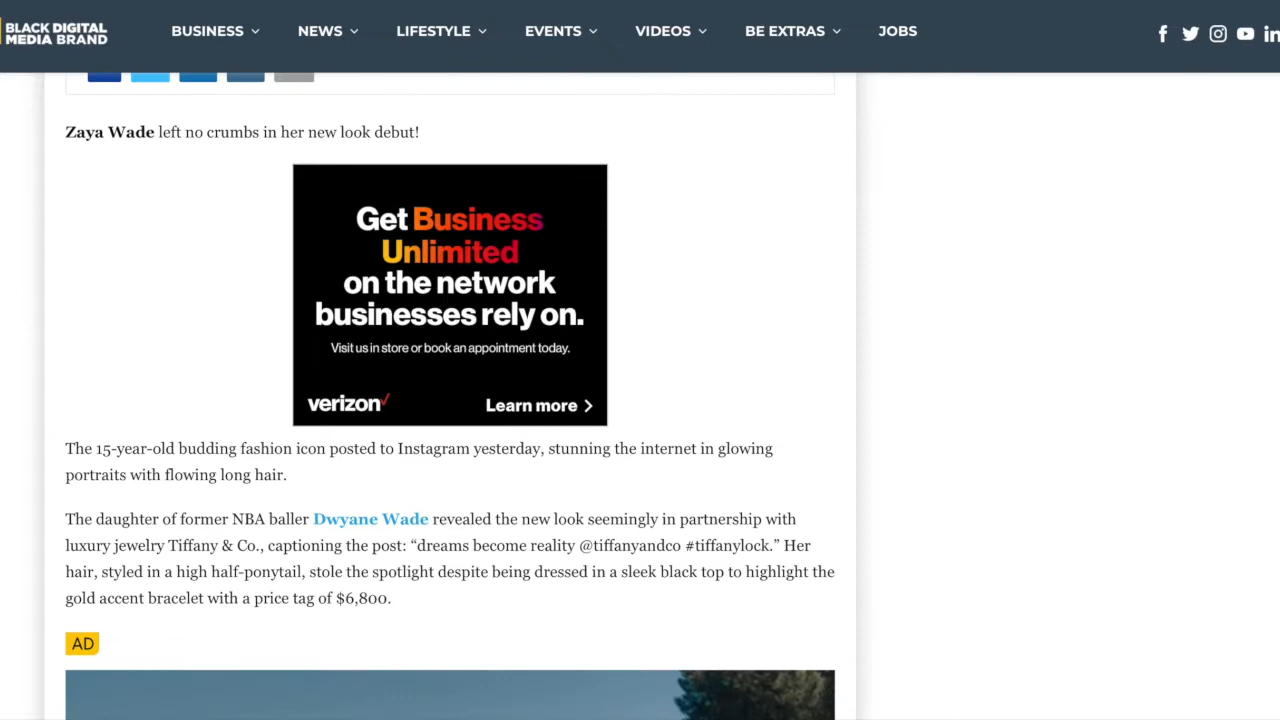 BLACK DIGITAL
MEDIA BRAND
BUSINESS
NEWS
LIFESTYLE
EVENTS
VIDEOS
BE EXTRAS
JOBS
Zaya Wade left no crumbs in her new look debut!
Get Business
Unlimited
on the network
businesses rely on.
Visit us in store or book an appointment today.
verizon
Learn more
The 15-year-old budding fashion icon posted to Instagram yesterday, stunning the internet in glowing
portraits with flowing long hair.
The daughter of former NBA baller Dwyane Wade revealed the new look seemingly in partnership with
luxury jewelry Tiffany & Co., captioning the post: “dreams become reality @tiffanyandco #tiffanylock.” Her
hair, styled in a high half-ponytail, stole the spotlight despite being dressed in a sleek black top to highlight the
gold accent bracelet with a price tag of $6,800.
AD